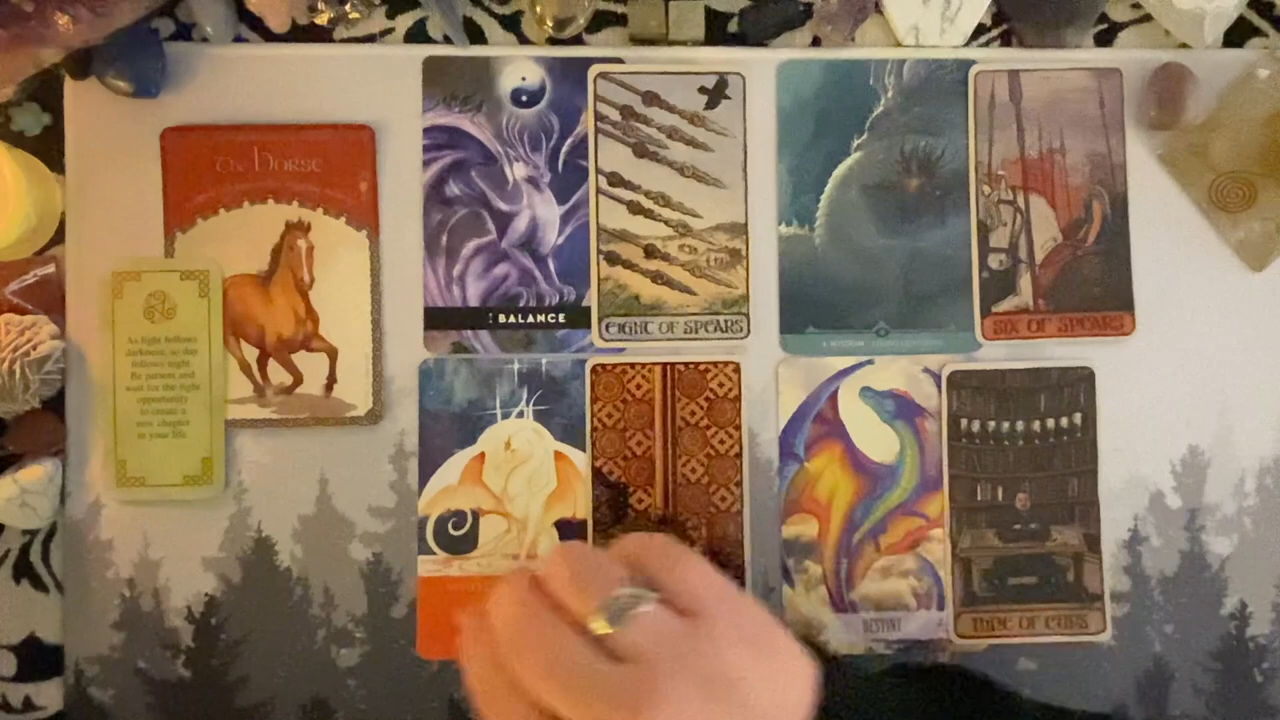 The Horse
As light follows
darkness, so day
follows night.
Be patient and
wait for the right
opportunity
to create a
new chapter
in your life.
BALANCE
EIGHT OF SPEARS
SIX OF SPEARS
DESTINY
NINE OF CUPS